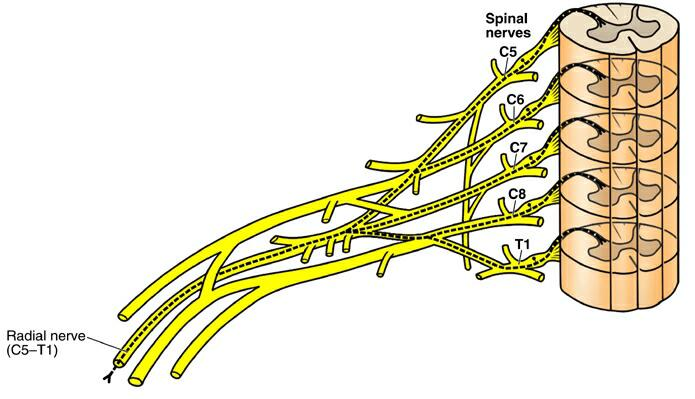 Spinal
nerves
C5
C6
C7
C8
T1
Radial nerve
(C5–T1)